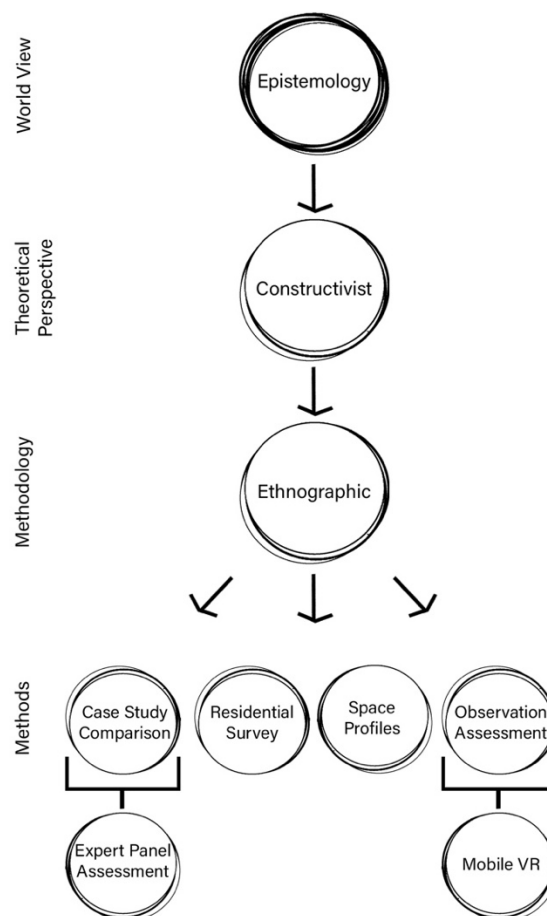 World View
Epistemology
Theoretical
Perspective
Constructivist
Methodology
Ethnographic
Methods
Case Study
Comparison
Residential
Survey
Space
Profiles
Observation
Assessment
Expert Panel
Assessment
Mobile VR